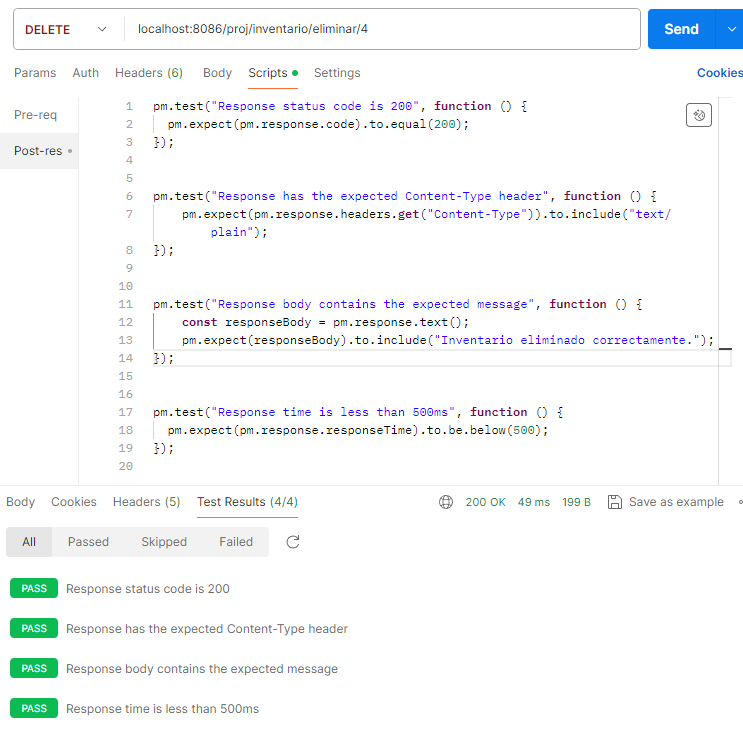 DELETE localhost:8086/proj/inventario/eliminar/4 Send
Params Auth Headers (6) Body Scripts Settings Cookies
Pre-req
Post-res
1 pm.test("Response status code is 200", function () {
2 pm.expect(pm.response.code).to.equal(200);
3 });
4
5
6 pm.test("Response has the expected Content-Type header", function () {
7 pm.expect(pm.response.headers.get("Content-Type")).to.include("text/
plain");
8 });
9
10
11 pm.test("Response body contains the expected message", function () {
12 const responseBody = pm.response.text();
13 pm.expect(responseBody).to.include("Inventario eliminado correctamente.");
14 });
15
16
17 pm.test("Response time is less than 500ms", function () {
18 pm.expect(pm.response.responseTime).to.be.below(500);
19 });
20
Body Cookies Headers (5) Test Results (4/4) 200 OK 49 ms 199 B Save as example
All Passed Skipped Failed
PASS Response status code is 200
PASS Response has the expected Content-Type header
PASS Response body contains the expected message
PASS Response time is less than 500ms